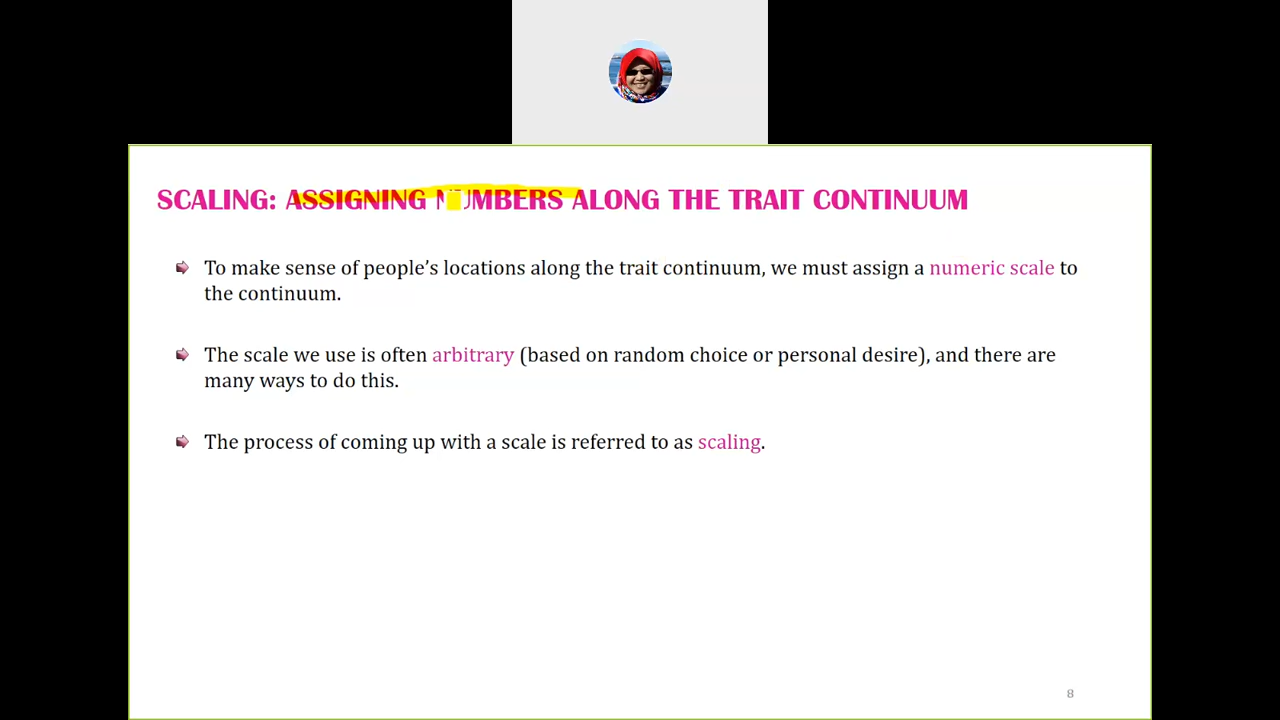 SCALING: ASSIGNING NUMBERS ALONG THE TRAIT CONTINUUM
To make sense of people’s locations along the trait continuum, we must assign a numeric scale to
the continuum.
The scale we use is often arbitrary (based on random choice or personal desire), and there are
many ways to do this.
The process of coming up with a scale is referred to as scaling.
8